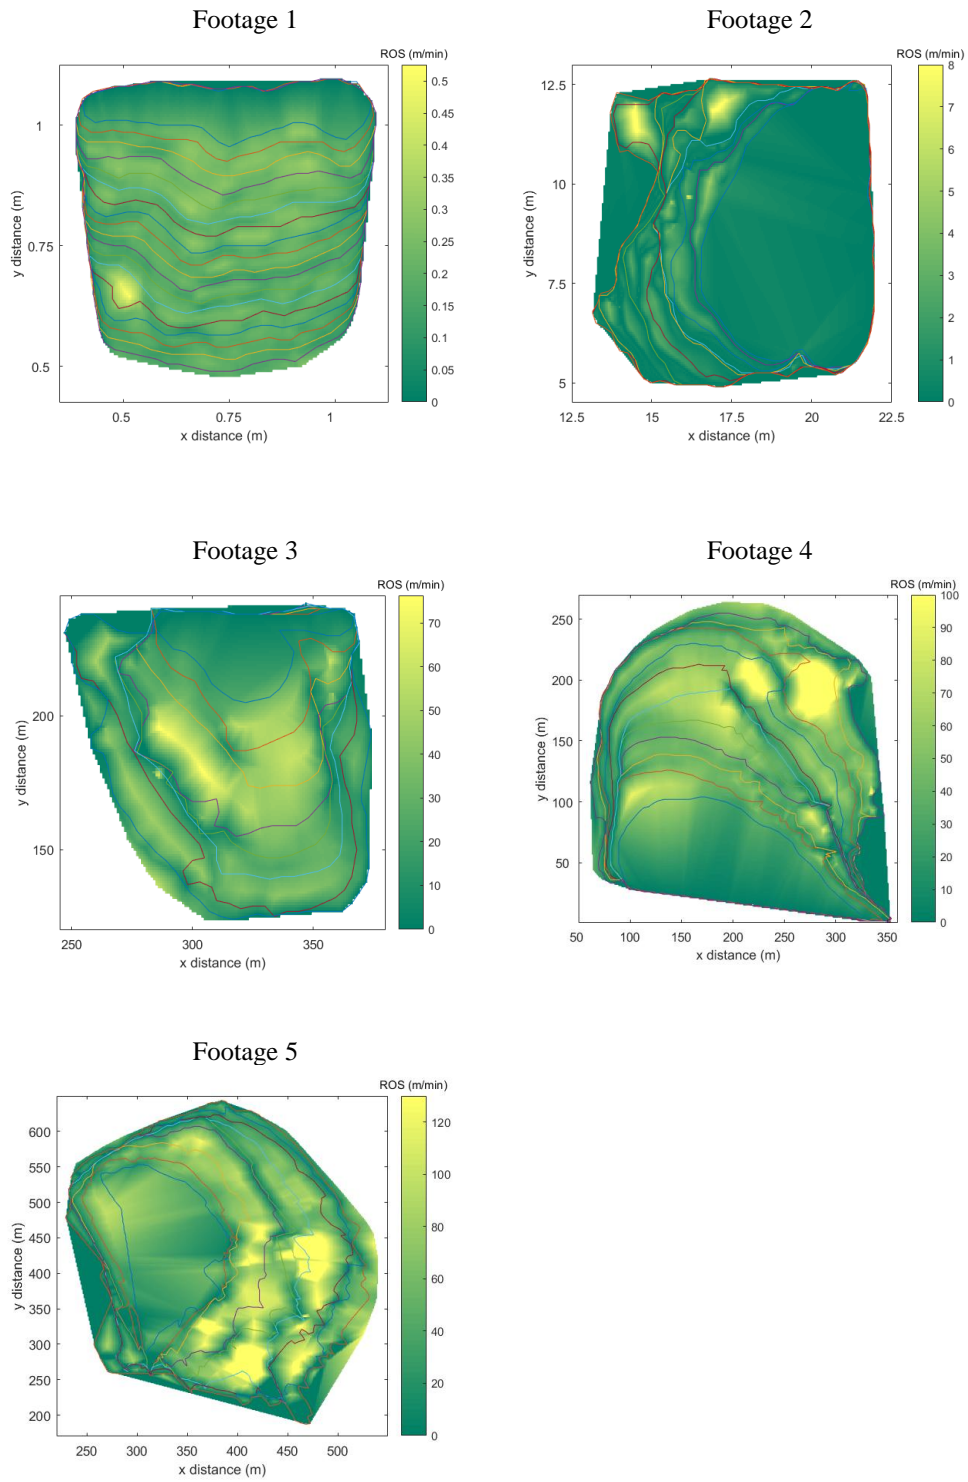 Footage 1
ROS (m/min)
0.5
0.45
0.4
0.35
0.3
0.25
0.2
0.15
0.1
0.05
0
1
0.75
0.5
y distance (m)
0.5 0.75 1
x distance (m)
Footage 2
ROS (m/min)
8
7
6
5
4
3
2
1
0
12.5
10
7.5
5
y distance (m)
12.5 15 17.5 20 22.5
x distance (m)
Footage 3
ROS (m/min)
70
60
50
40
30
20
10
0
200
150
y distance (m)
250 300 350
x distance (m)
Footage 4
ROS (m/min)
100
90
80
70
60
50
40
30
20
10
0
250
200
150
100
50
y distance (m)
50 100 150 200 250 300 350
x distance (m)
Footage 5
ROS (m/min)
120
100
80
60
40
20
0
600
550
500
450
400
350
300
250
200
y distance (m)
250 300 350 400 450 500
x distance (m)